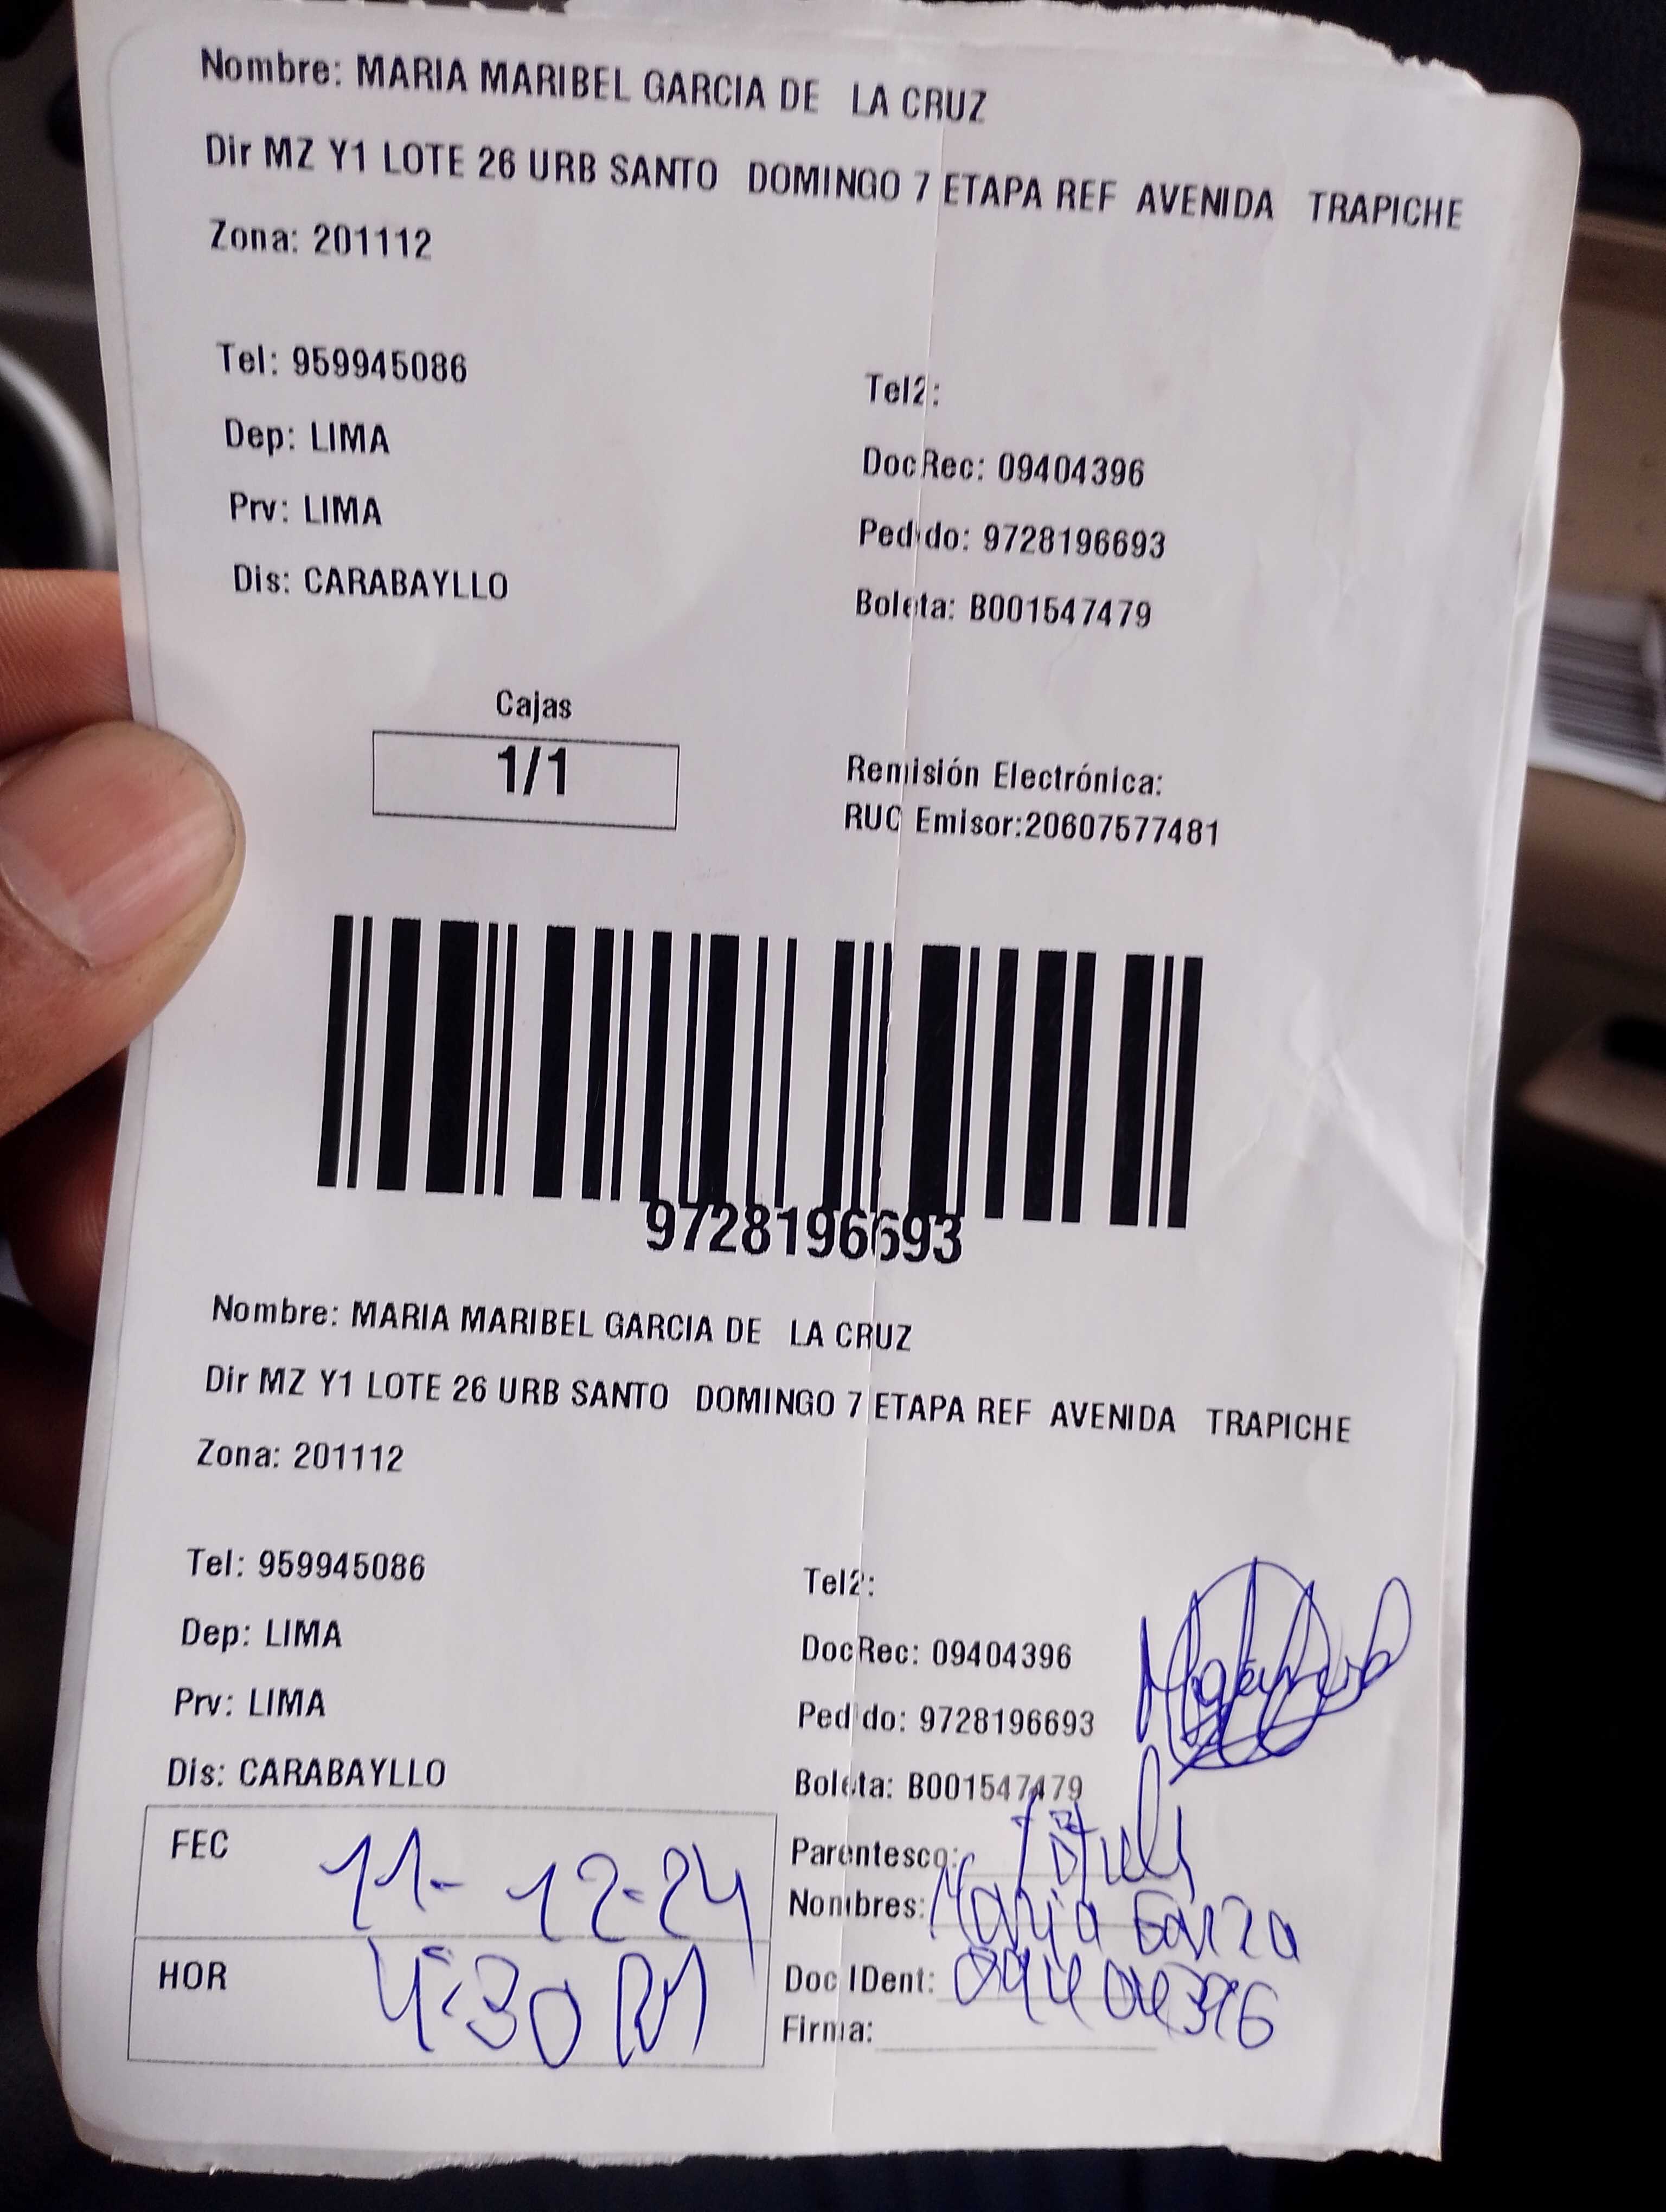 Nombre: MARIA MARIBEL GARCIA DE LA CRUZ
Dir MZ Y1 LOTE 26 URB SANTO DOMINGO 7 ETAPA REF AVENIDA TRAPICHE
Zona: 201112
Tel: 959945086
Tel2:
Dep: LIMA
DocRec: 09404396
Prv: LIMA
Pedido: 9728196693
Dis: CARABAYLLO
Boleta: B001547479
Cajas
1/1
Remisión Electrónica:
RUC Emisor:20607577481
9728196693
Nombre: MARIA MARIBEL GARCIA DE LA CRUZ
Dir MZ Y1 LOTE 26 URB SANTO DOMINGO 7 ETAPA REF AVENIDA TRAPICHE
Zona: 201112
Tel: 959945086
Tel2:
Dep: LIMA
DocRec: 09404396
Prv: LIMA
Pedido: 9728196693
Dis: CARABAYLLO
Boleta: B001547479
FEC 11-12-24
Parentesco:
Nombres: Maria
HOR 4:30
Doc IDent: 09404396
Firma: